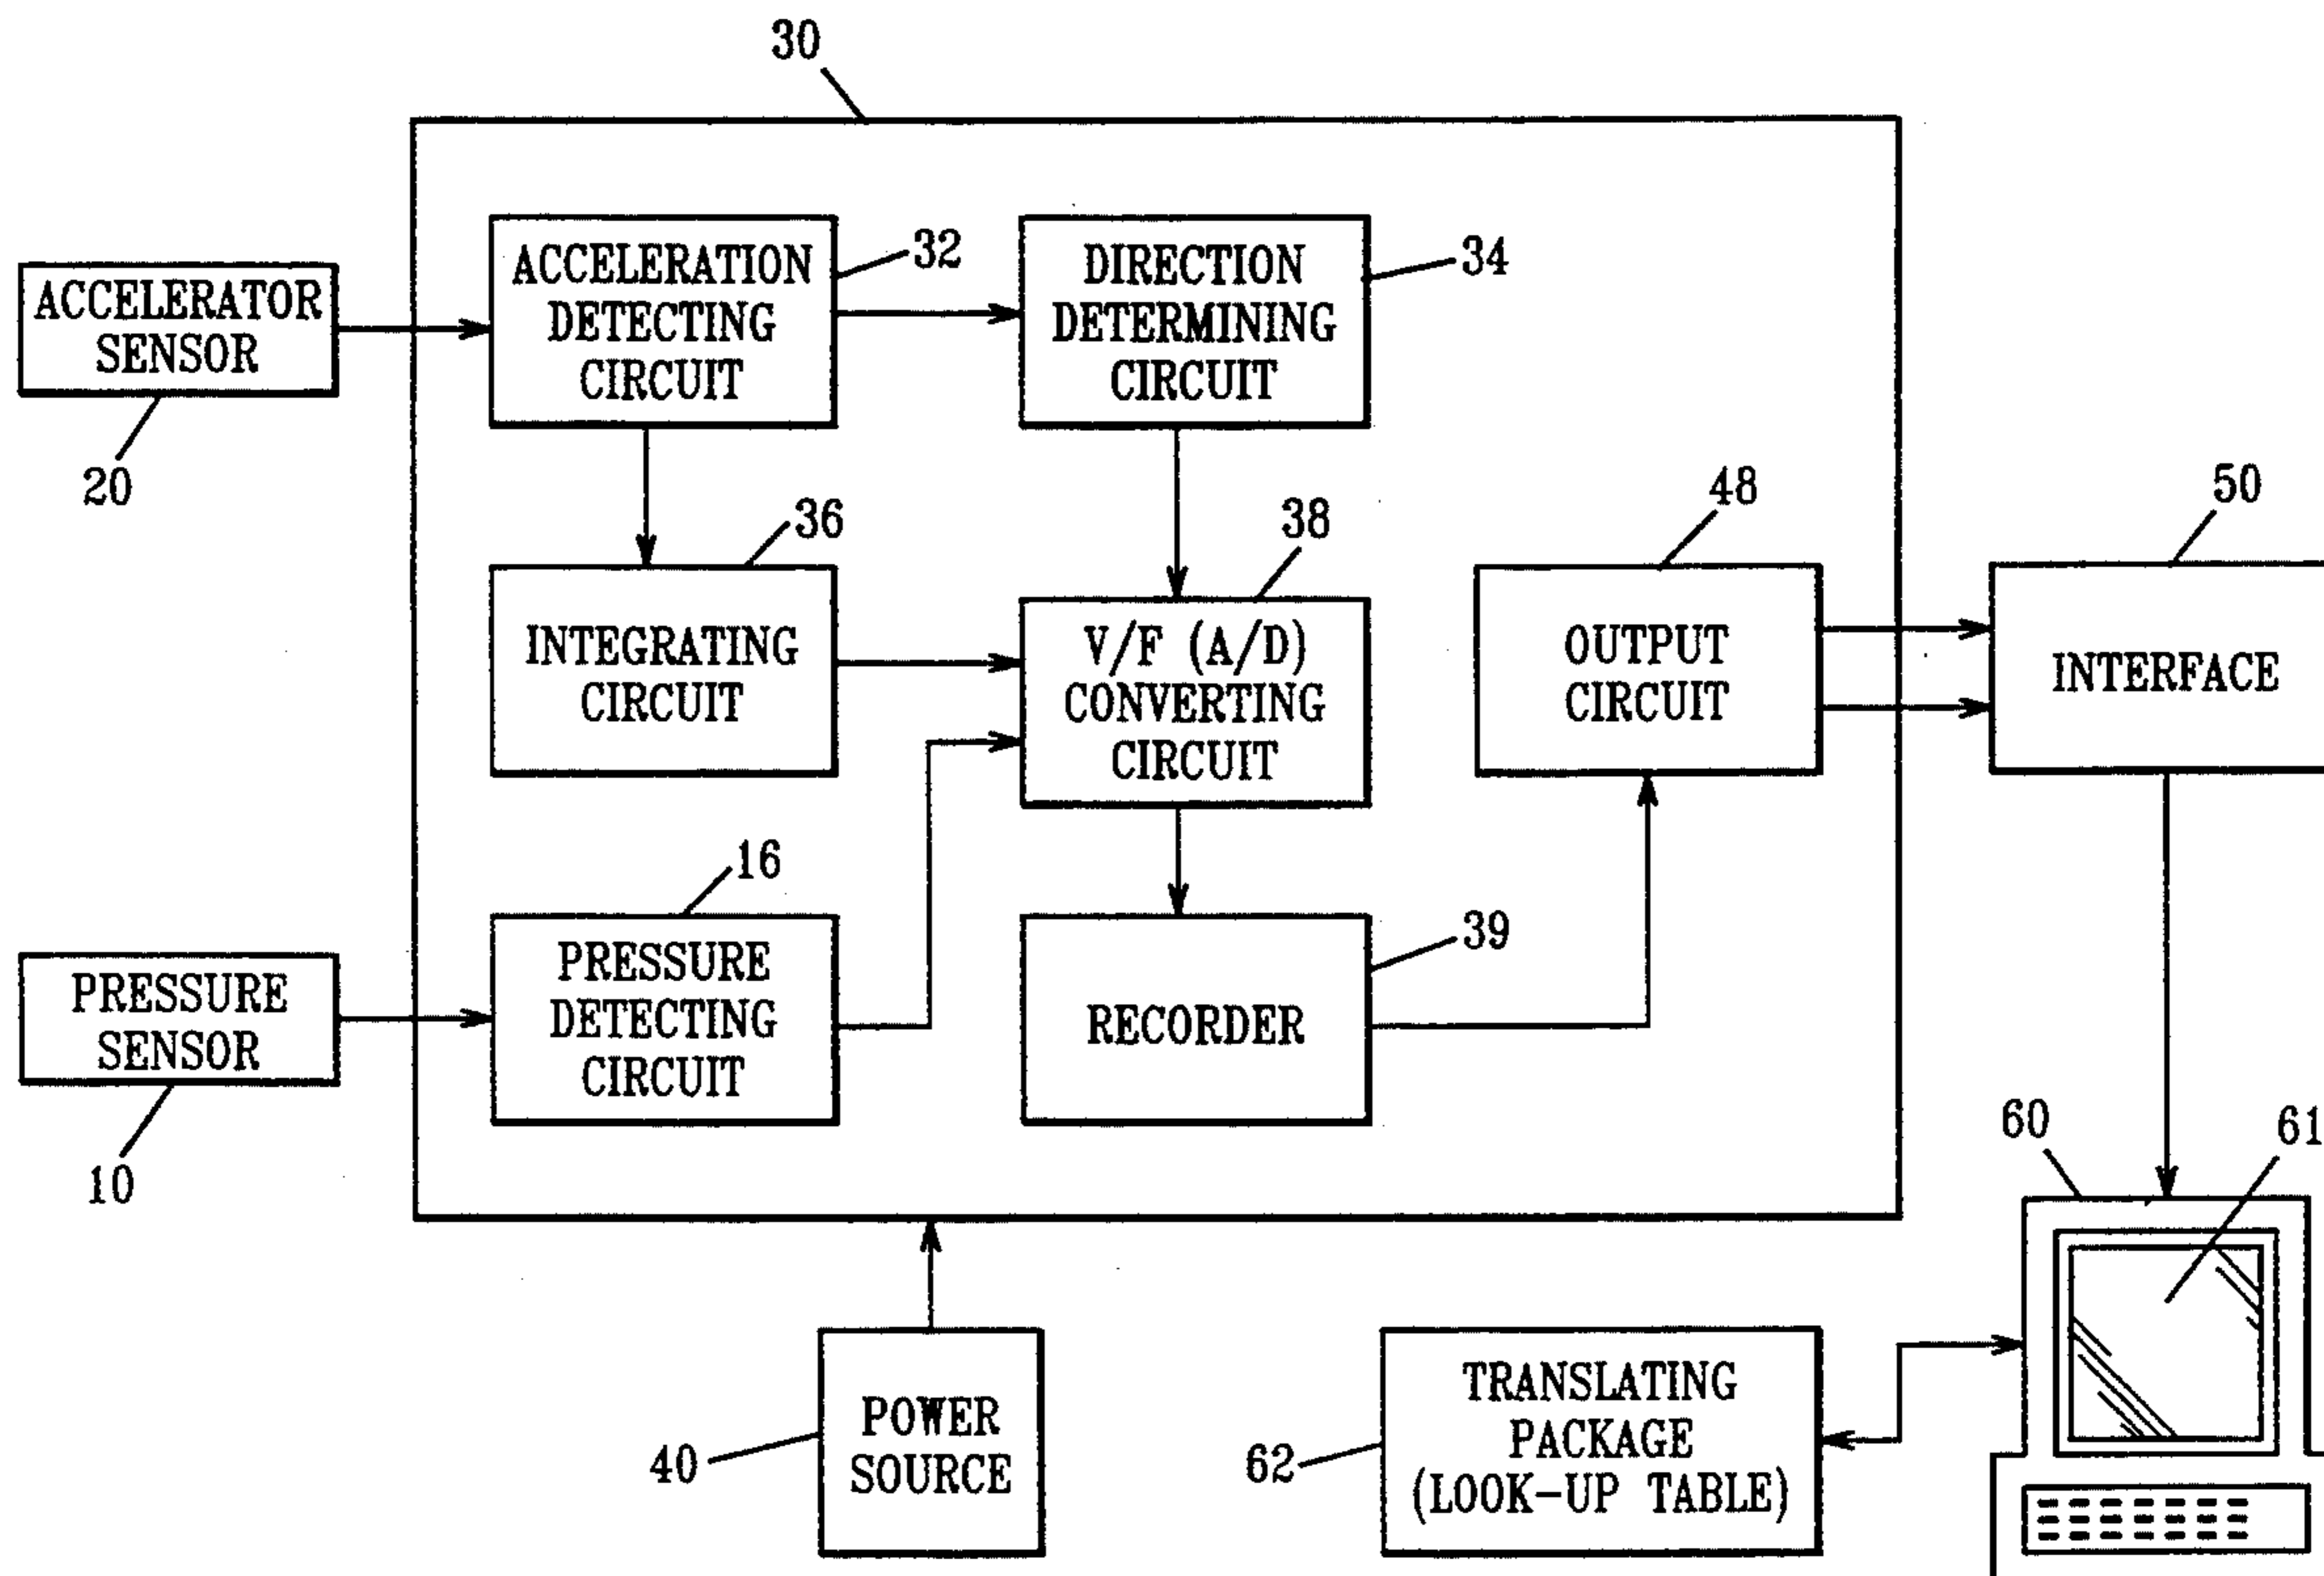 30
ACCELERATOR
SENSOR
20
ACCELERATION
DETECTING
CIRCUIT
32
DIRECTION
DETERMINING
CIRCUIT
34
36
INTEGRATING
CIRCUIT
38
V/F (A/D)
CONVERTING
CIRCUIT
48
OUTPUT
CIRCUIT
50
INTERFACE
PRESSURE
SENSOR
10
16
PRESSURE
DETECTING
CIRCUIT
39
RECORDER
60
61
40
POWER
SOURCE
62
TRANSLATING
PACKAGE
(LOOK-UP TABLE)